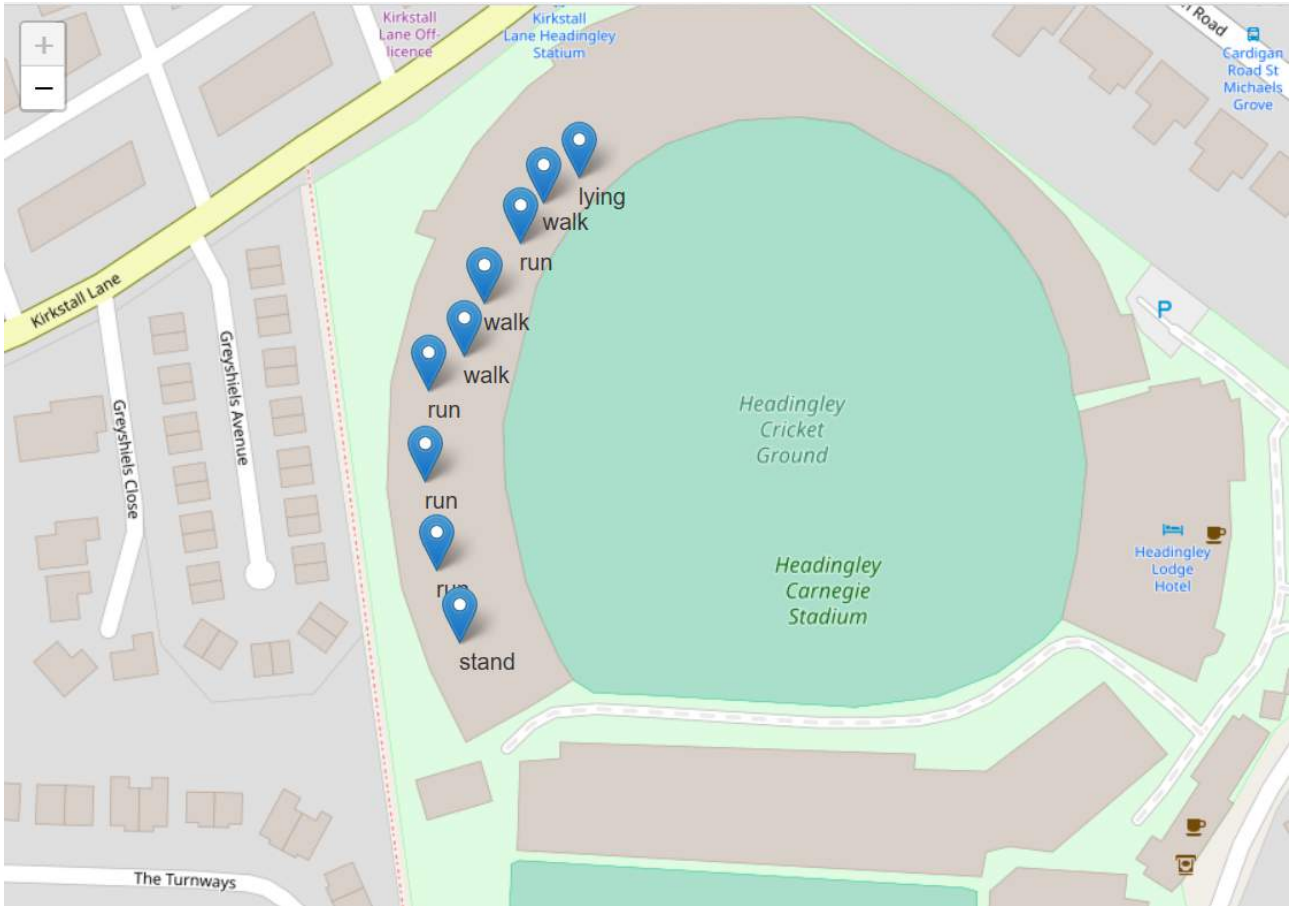 +
−
Kirkstall
Lane Off-
licence
Kirkstall
Lane Headingley
Statium
Road
Cardigan
Road St
Michaels
Grove
lying
walk
run
Kirkstall Lane
walk
P
walk
Greyshiels Avenue
run
Greyshiels Close
Headingley
Cricket
Ground
run
Headingley
Lodge
Hotel
Headingley
Carnegie
Stadium
run
stand
The Turnways